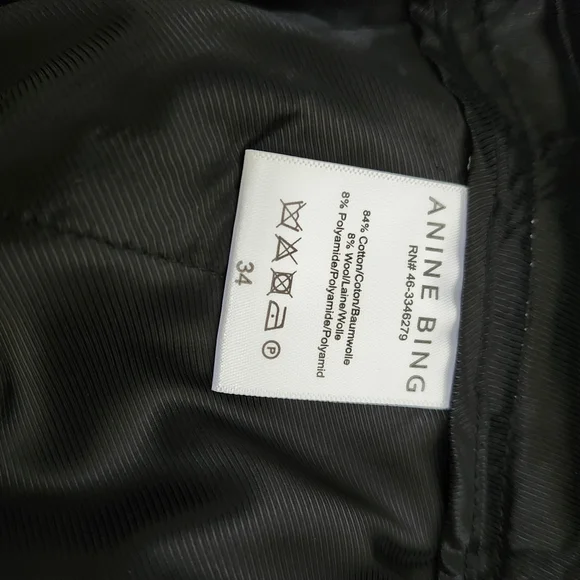 ANINE BING
RN# 46-3346279
84% Cotton/Coton/Baumwolle
8% Wool/Laine/Wolle
8% Polyamide/Polyamide/Polyamid
P
34